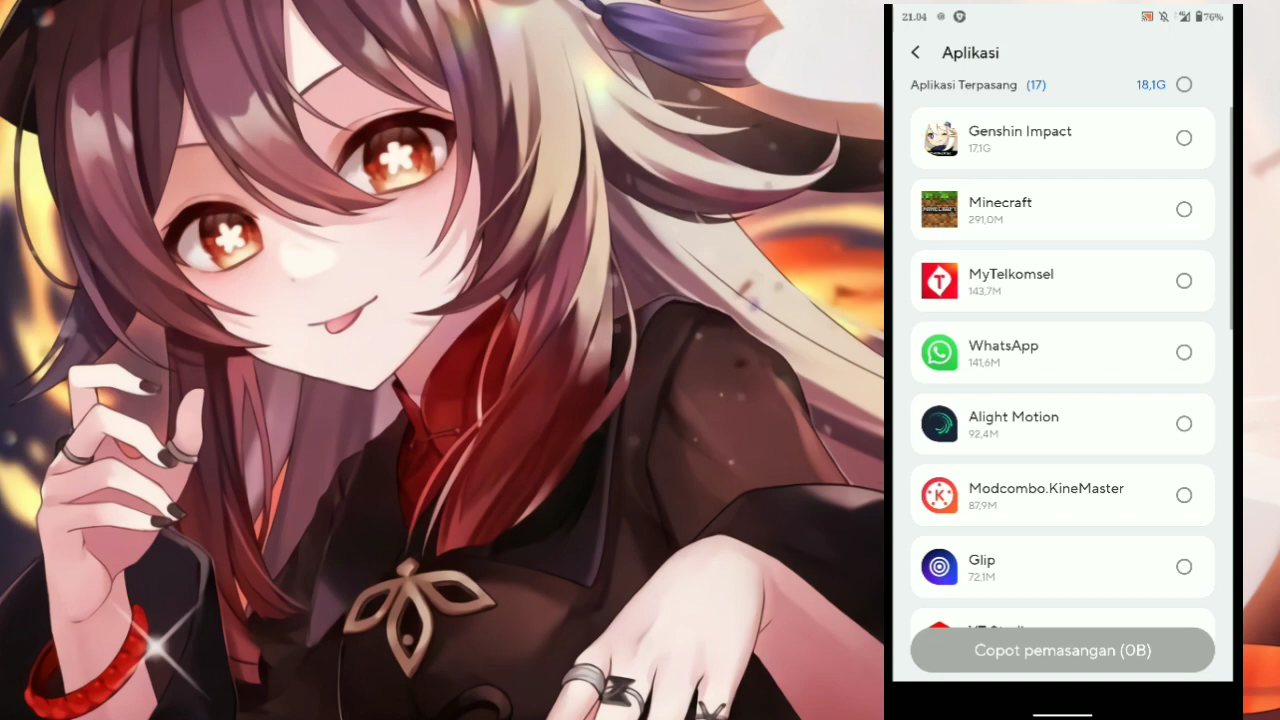 21.04
76%
Aplikasi
Aplikasi Terpasang (17) 18,1G
Genshin Impact
17,1G
Minecraft
291,0M
MyTelkomsel
143,7M
WhatsApp
141,6M
Alight Motion
92,4M
Modcombo.KineMaster
87,9M
Glip
72,1M
Copot pemasangan (0B)